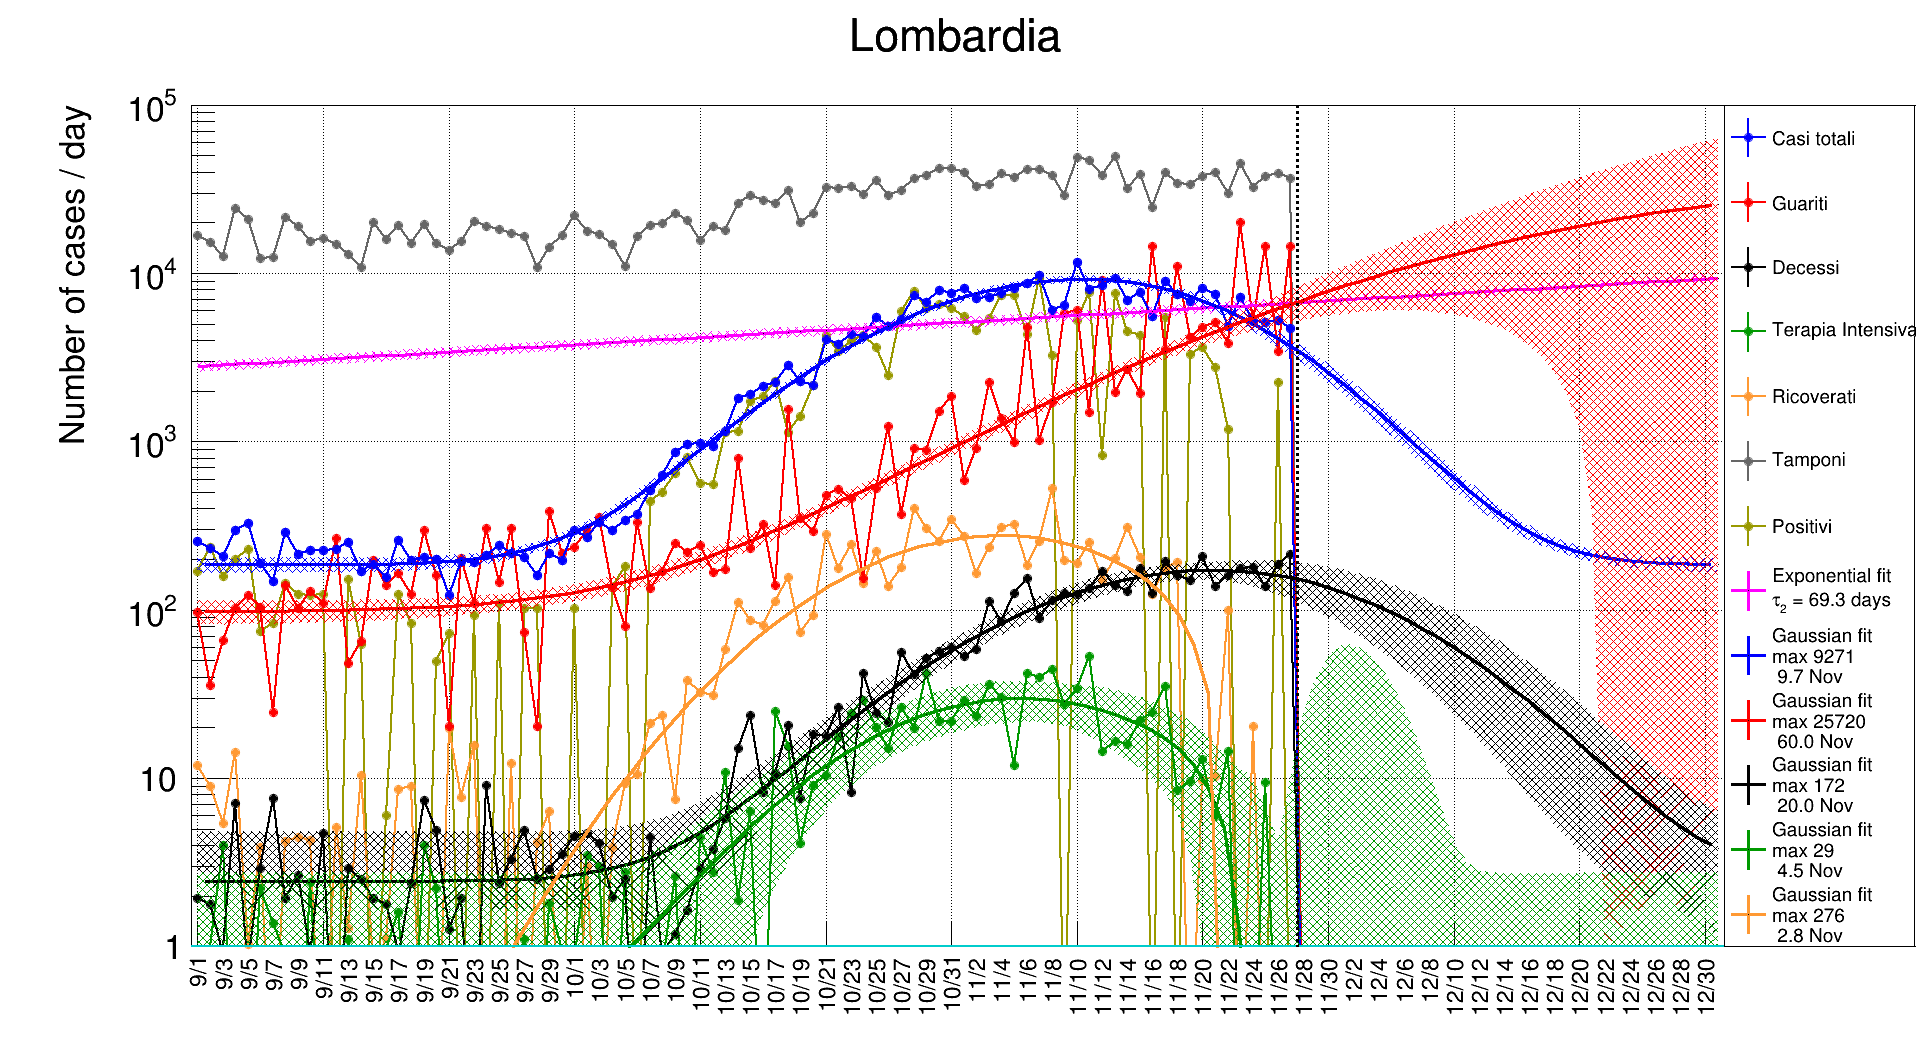 Lombardia
Number of cases / day
10^5
10^4
10^3
10^2
10
1
9/1
9/3
9/5
9/7
9/9
9/11
9/13
9/15
9/17
9/19
9/21
9/23
9/25
9/27
9/29
10/1
10/3
10/5
10/7
10/9
10/11
10/13
10/15
10/17
10/19
10/21
10/23
10/25
10/27
10/29
10/31
11/2
11/4
11/6
11/8
11/10
11/12
11/14
11/16
11/18
11/20
11/22
11/24
11/26
11/28
11/30
12/2
12/4
12/6
12/8
12/10
12/12
12/14
12/16
12/18
12/20
12/22
12/24
12/26
12/28
12/30
Casi totali
Guariti
Decessi
Terapia Intensiva
Ricoverati
Tamponi
Positivi
Exponential fit
τ2 = 69.3 days
Gaussian fit
max 9271
9.7 Nov
Gaussian fit
max 25720
60.0 Nov
Gaussian fit
max 172
20.0 Nov
Gaussian fit
max 29
4.5 Nov
Gaussian fit
max 276
2.8 Nov